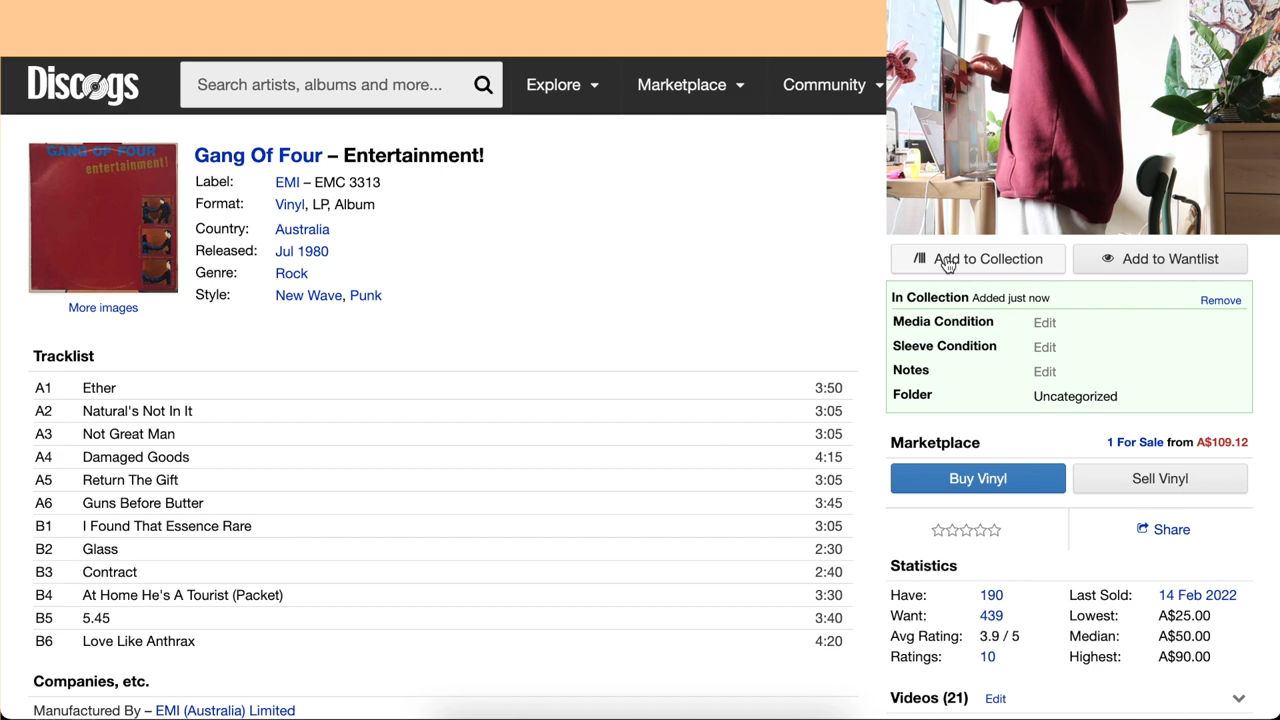 Discogs
Search artists, albums and more...
Explore
Marketplace
Community
GANG OF FOUR
entertainment!
Gang Of Four – Entertainment!
Label: EMI – EMC 3313
Format: Vinyl, LP, Album
Country: Australia
Released: Jul 1980
Genre: Rock
Style: New Wave, Punk
More images
Tracklist
A1 Ether 3:50
A2 Natural's Not In It 3:05
A3 Not Great Man 3:05
A4 Damaged Goods 4:15
A5 Return The Gift 3:05
A6 Guns Before Butter 3:45
B1 I Found That Essence Rare 3:05
B2 Glass 2:30
B3 Contract 2:40
B4 At Home He's A Tourist (Packet) 3:30
B5 5.45 3:40
B6 Love Like Anthrax 4:20
Companies, etc.
Manufactured By – EMI (Australia) Limited
Add to Collection
Add to Wantlist
In Collection Added just now Remove
Media Condition Edit
Sleeve Condition Edit
Notes Edit
Folder Uncategorized
Marketplace 1 For Sale from A$109.12
Buy Vinyl
Sell Vinyl
Share
Statistics
Have: 190 Last Sold: 14 Feb 2022
Want: 439 Lowest: A$25.00
Avg Rating: 3.9 / 5 Median: A$50.00
Ratings: 10 Highest: A$90.00
Videos (21) Edit